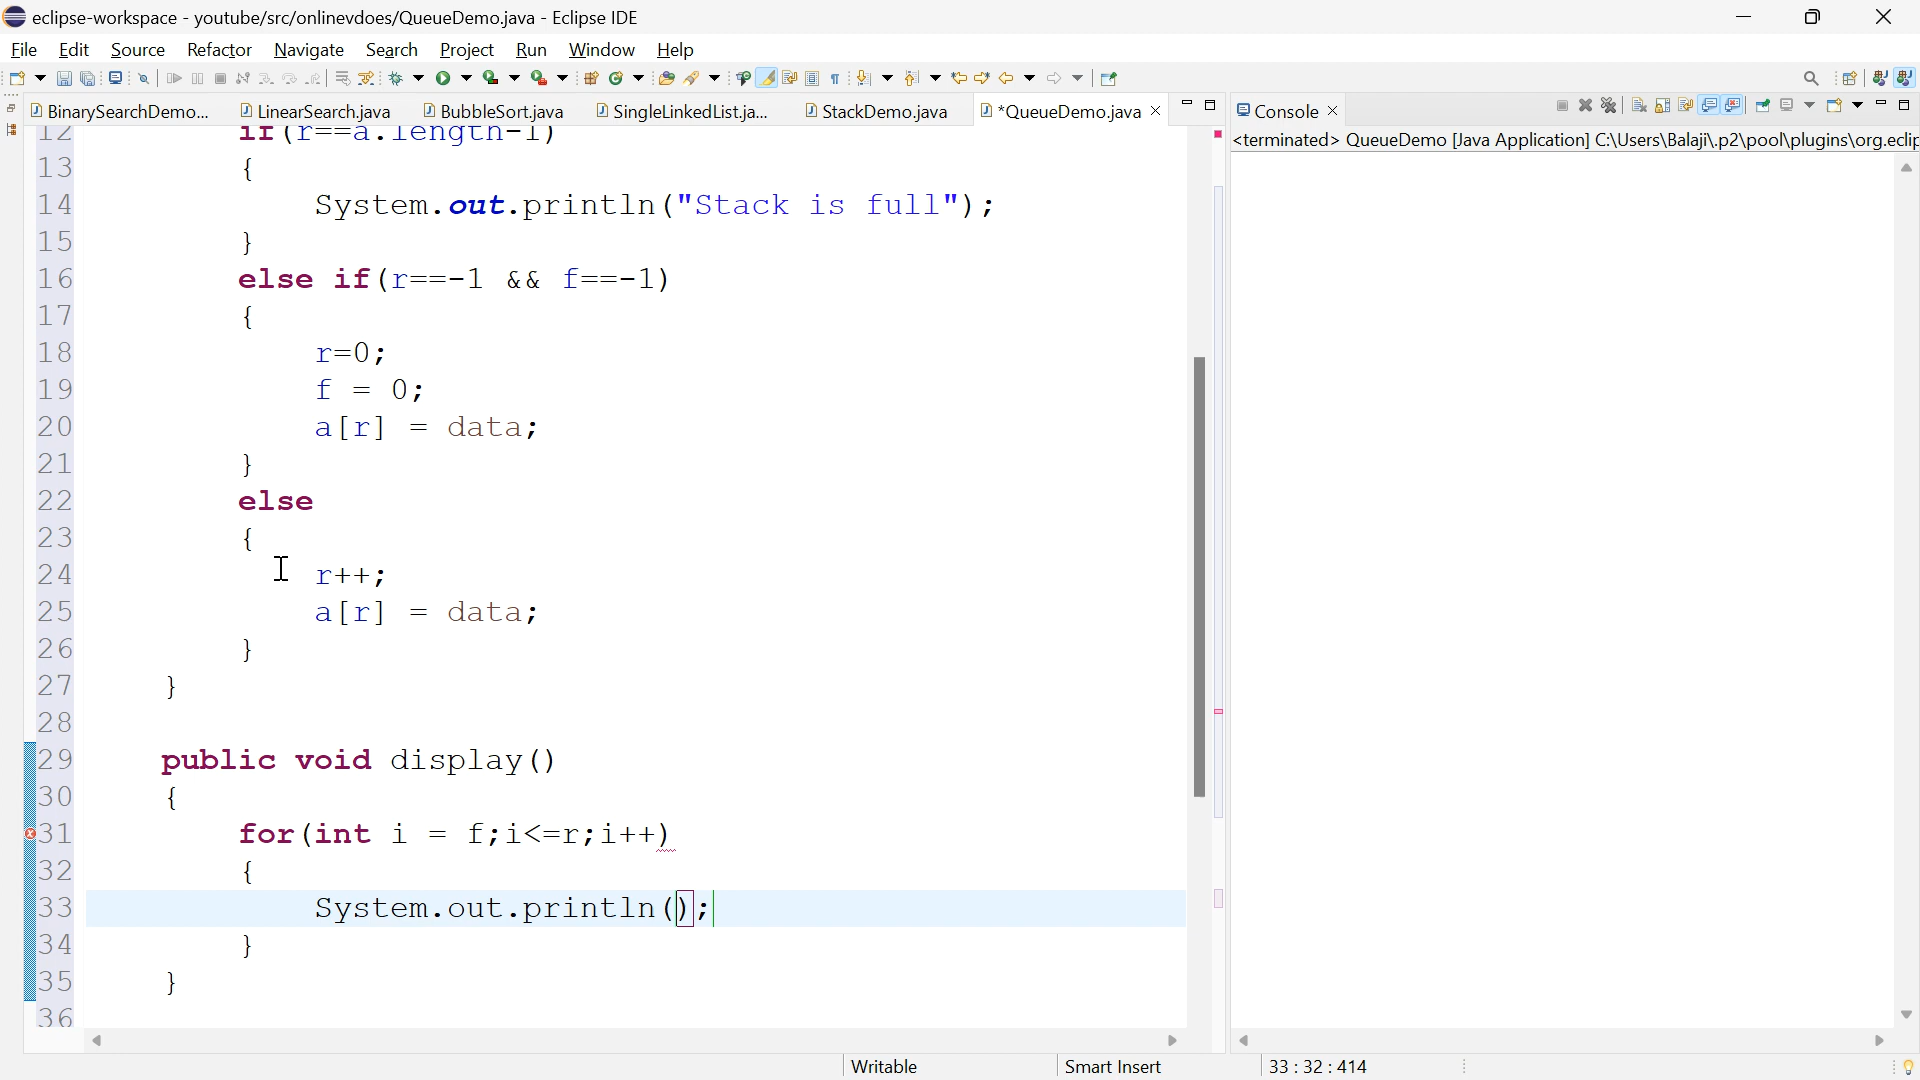 eclipse-workspace - youtube/src/onlinevdoes/QueueDemo.java - Eclipse IDE
File Edit Source Refactor Navigate Search Project Run Window Help
BinarySearchDemo... LinearSearch.java BubbleSort.java SingleLinkedList.ja... StackDemo.java *QueueDemo.java Console
<terminated> QueueDemo [Java Application] C:\Users\Balaji\.p2\pool\plugins\org.eclip
12 if(r==a.length-1)
13 {
14 System.out.println("Stack is full");
15 }
16 else if(r==-1 && f==-1)
17 {
18 r=0;
19 f = 0;
20 a[r] = data;
21 }
22 else
23 {
24 r++;
25 a[r] = data;
26 }
27 }
28
29 public void display()
30 {
31 for(int i = f;i<=r;i++)
32 {
33 System.out.println();
34 }
35 }
36
Writable Smart Insert 33 : 32 : 414